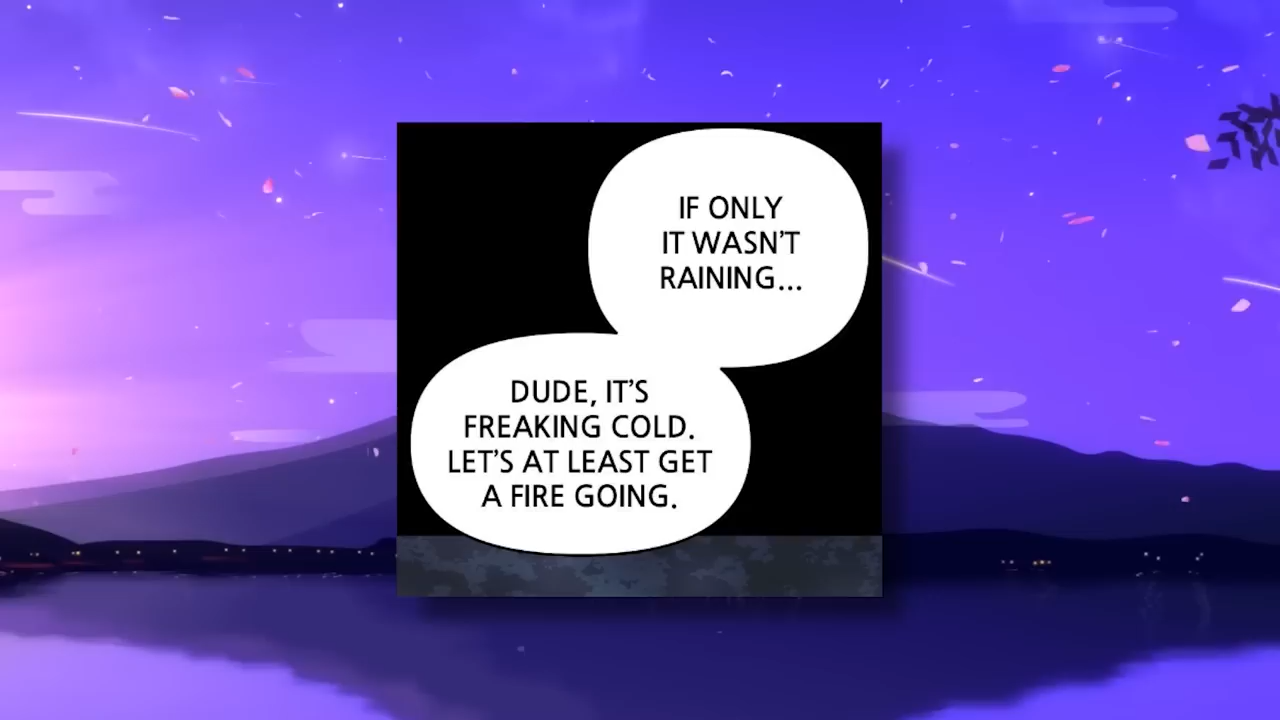 IF ONLY
IT WASN'T
RAINING...
DUDE, IT'S
FREAKING COLD.
LET'S AT LEAST GET
A FIRE GOING.